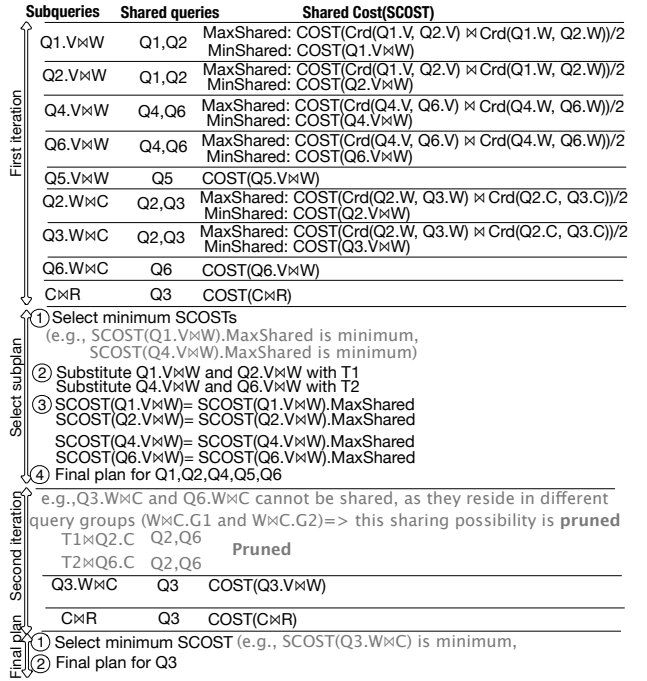 Subqueries Shared queries Shared Cost(SCOST)
First iteration
Q1.V⋈W Q1,Q2 MaxShared: COST(Crd(Q1.V, Q2.V) ⋈ Crd(Q1.W, Q2.W))/2
MinShared: COST(Q1.V⋈W)
Q2.V⋈W Q1,Q2 MaxShared: COST(Crd(Q1.V, Q2.V) ⋈ Crd(Q1.W, Q2.W))/2
MinShared: COST(Q2.V⋈W)
Q4.V⋈W Q4,Q6 MaxShared: COST(Crd(Q4.V, Q6.V) ⋈ Crd(Q4.W, Q6.W))/2
MinShared: COST(Q4.V⋈W)
Q6.V⋈W Q4,Q6 MaxShared: COST(Crd(Q4.V, Q6.V) ⋈ Crd(Q4.W, Q6.W))/2
MinShared: COST(Q6.V⋈W)
Q5.V⋈W Q5 COST(Q5.V⋈W)
Q2.W⋈C Q2,Q3 MaxShared: COST(Crd(Q2.W, Q3.W) ⋈ Crd(Q2.C, Q3.C))/2
MinShared: COST(Q2.V⋈W)
Q3.W⋈C Q2,Q3 MaxShared: COST(Crd(Q2.W, Q3.W) ⋈ Crd(Q2.C, Q3.C))/2
MinShared: COST(Q3.V⋈W)
Q6.W⋈C Q6 COST(Q6.V⋈W)
C⋈R Q3 COST(C⋈R)
Select subplan
① Select minimum SCOSTs
(e.g., SCOST(Q1.V⋈W).MaxShared is minimum,
SCOST(Q4.V⋈W).MaxShared is minimum)
② Substitute Q1.V⋈W and Q2.V⋈W with T1
Substitute Q4.V⋈W and Q6.V⋈W with T2
③ SCOST(Q1.V⋈W)= SCOST(Q1.V⋈W).MaxShared
SCOST(Q2.V⋈W)= SCOST(Q2.V⋈W).MaxShared
SCOST(Q4.V⋈W)= SCOST(Q4.V⋈W).MaxShared
SCOST(Q6.V⋈W)= SCOST(Q6.V⋈W).MaxShared
④ Final plan for Q1,Q2,Q4,Q5,Q6
Second iteration
e.g.,Q3.W⋈C and Q6.W⋈C cannot be shared, as they reside in different
query groups (W⋈C.G1 and W⋈C.G2)=> this sharing possibility is pruned
T1⋈Q2.C Q2,Q6
Pruned
T2⋈Q6.C Q2,Q6
Q3.W⋈C Q3 COST(Q3.V⋈W)
C⋈R Q3 COST(C⋈R)
Final plan
① Select minimum SCOST (e.g., SCOST(Q3.W⋈C) is minimum,
② Final plan for Q3